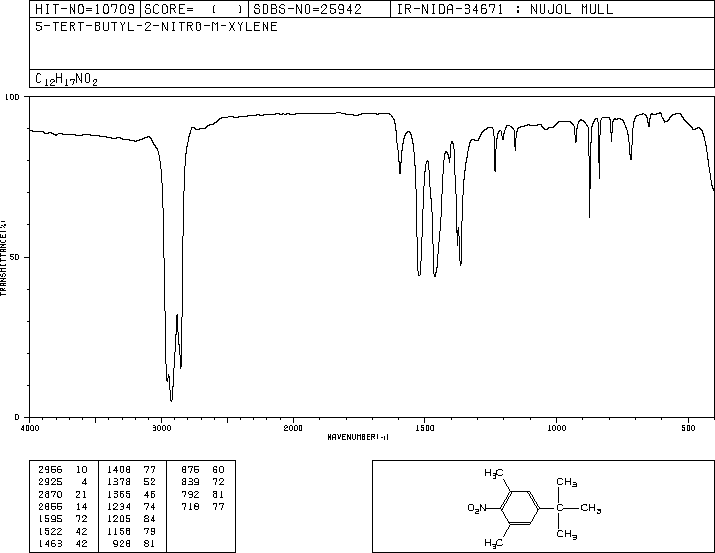 HIT-NO=10709 SCORE= ( ) SDBS-NO=25942 IR-NIDA-34671 : NUJOL MULL
5-TERT-BUTYL-2-NITRO-M-XYLENE
C12H17NO2
100
50
0
TRANSMITTANCE(%)
4000 3000 2000 1500 1000 500
WAVENUMBER(-1)
2966 10 1408 77 876 60
2925 4 1378 52 839 72
2870 21 1365 46 792 81
2866 14 1234 74 718 77
1595 72 1205 84
1522 42 1158 79
1463 42 928 81
H3C
CH3
O2N
CH3
H3C
CH3